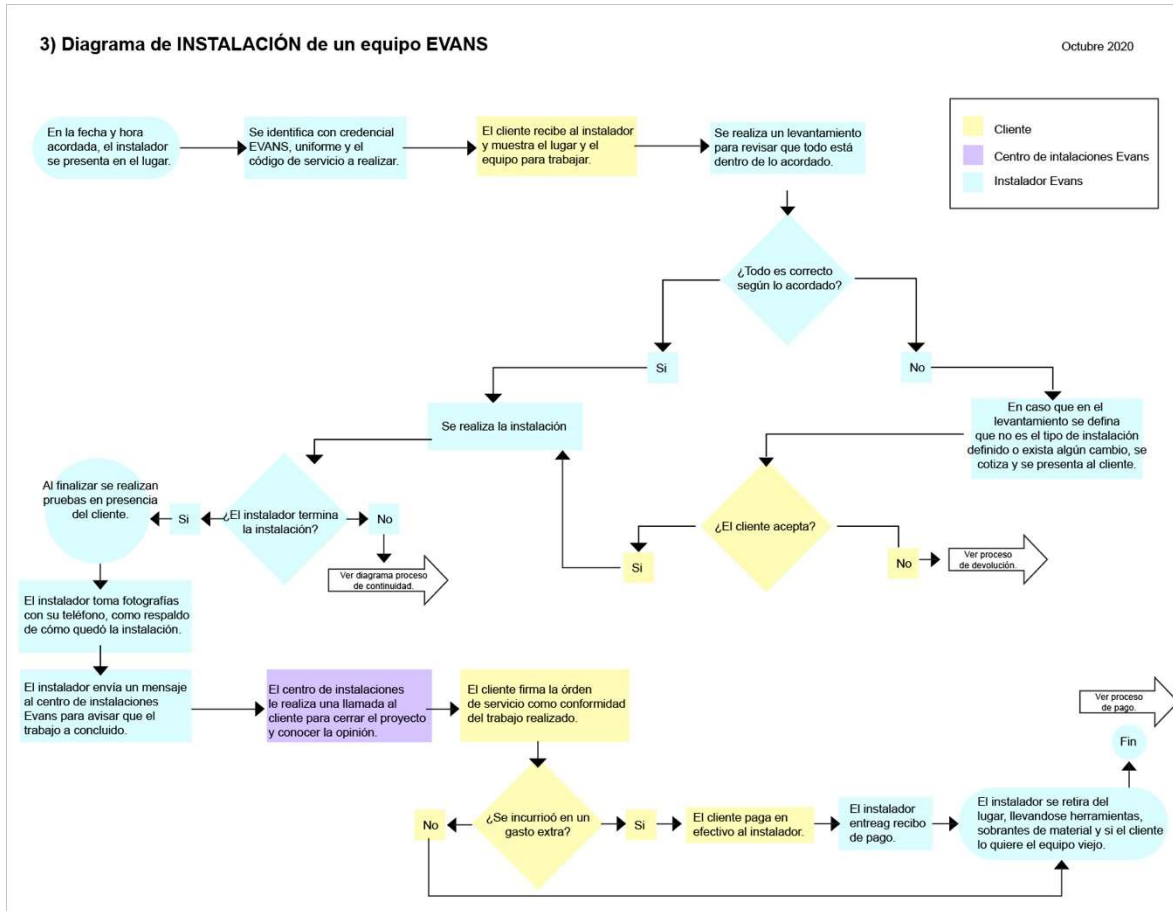 3) Diagrama de INSTALACIÓN de un equipo EVANS
Octubre 2020
Cliente
Centro de intalaciones Evans
Instalador Evans
En la fecha y hora
acordada, el instalador
se presenta en el lugar.
Se identifica con credencial
EVANS, uniforme y el
código de servicio a realizar.
El cliente recibe al instalador
y muestra el lugar y el
equipo para trabajar.
Se realiza un levantamiento
para revisar que todo está
dentro de lo acordado.
¿Todo es correcto
según lo acordado?
Si
No
Se realiza la instalación
En caso que en el
levantamiento se defina
que no es el tipo de instalación
definido o exista algún cambio, se
cotiza y se presenta al cliente.
Al finalizar se realizan
pruebas en presencia
del cliente.
Si
¿El instalador termina
la instalación?
No
¿El cliente acepta?
Si
No
Ver proceso
de devolución.
Ver diagrama proceso
de continuidad.
El instalador toma fotografías
con su teléfono, como respaldo
de cómo quedó la instalación.
El instalador envía un mensaje
al centro de instalaciones
Evans para avisar que el
trabajo a concluido.
El centro de instalaciones
le realiza una llamada al
cliente para cerrar el proyecto
y conocer la opinión.
El cliente firma la órden
de servicio como conformidad
del trabajo realizado.
Ver proceso
de pago.
Fin
No
¿Se incurrioó en un
gasto extra?
Si
El cliente paga en
efectivo al instalador.
El instalador
entreag recibo
de pago.
El instalador se retira del
lugar, llevandose herramientas,
sobrantes de material y si el cliente
lo quiere el equipo viejo.